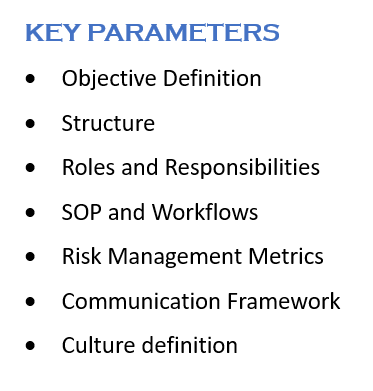 KEY PARAMETERS
• Objective Definition
• Structure
• Roles and Responsibilities
• SOP and Workflows
• Risk Management Metrics
• Communication Framework
• Culture definition